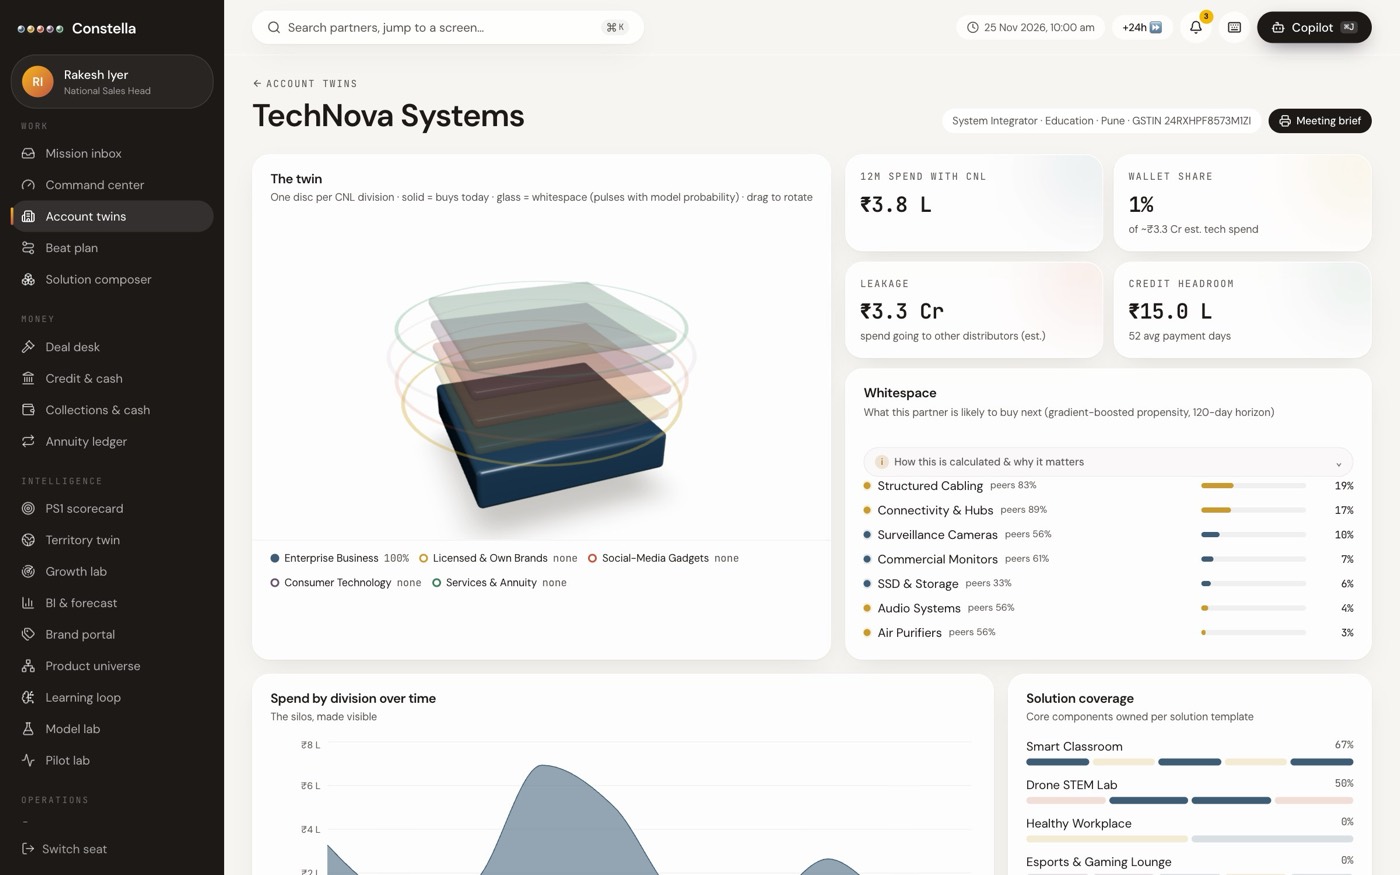 Constella
RI
Rakesh Iyer
National Sales Head
WORK
Mission inbox
Command center
Account twins
Beat plan
Solution composer
MONEY
Deal desk
Credit & cash
Collections & cash
Annuity ledger
INTELLIGENCE
PS1 scorecard
Territory twin
Growth lab
BI & forecast
Brand portal
Product universe
Learning loop
Model lab
Pilot lab
OPERATIONS
Switch seat
Search partners, jump to a screen...
⌘ K
25 Nov 2026, 10:00 am
+24h ⏩
3
Copilot ⌘J
← ACCOUNT TWINS
TechNova Systems
System Integrator · Education · Pune · GSTIN 24RXHPF8573M1ZI
Meeting brief
The twin
One disc per CNL division · solid = buys today · glass = whitespace (pulses with model probability) · drag to rotate
Enterprise Business 100% Licensed & Own Brands none Social-Media Gadgets none
Consumer Technology none Services & Annuity none
12M SPEND WITH CNL
₹3.8 L
WALLET SHARE
1%
of ~₹3.3 Cr est. tech spend
LEAKAGE
₹3.3 Cr
spend going to other distributors (est.)
CREDIT HEADROOM
₹15.0 L
52 avg payment days
Whitespace
What this partner is likely to buy next (gradient-boosted propensity, 120-day horizon)
i How this is calculated & why it matters
Structured Cabling peers 83% 19%
Connectivity & Hubs peers 89% 17%
Surveillance Cameras peers 56% 10%
Commercial Monitors peers 61% 7%
SSD & Storage peers 33% 6%
Audio Systems peers 56% 4%
Air Purifiers peers 56% 3%
Spend by division over time
The silos, made visible
₹8 L
₹6 L
₹4 L
₹2 L
Solution coverage
Core components owned per solution template
Smart Classroom 67%
Drone STEM Lab 50%
Healthy Workplace 0%
Esports & Gaming Lounge 0%